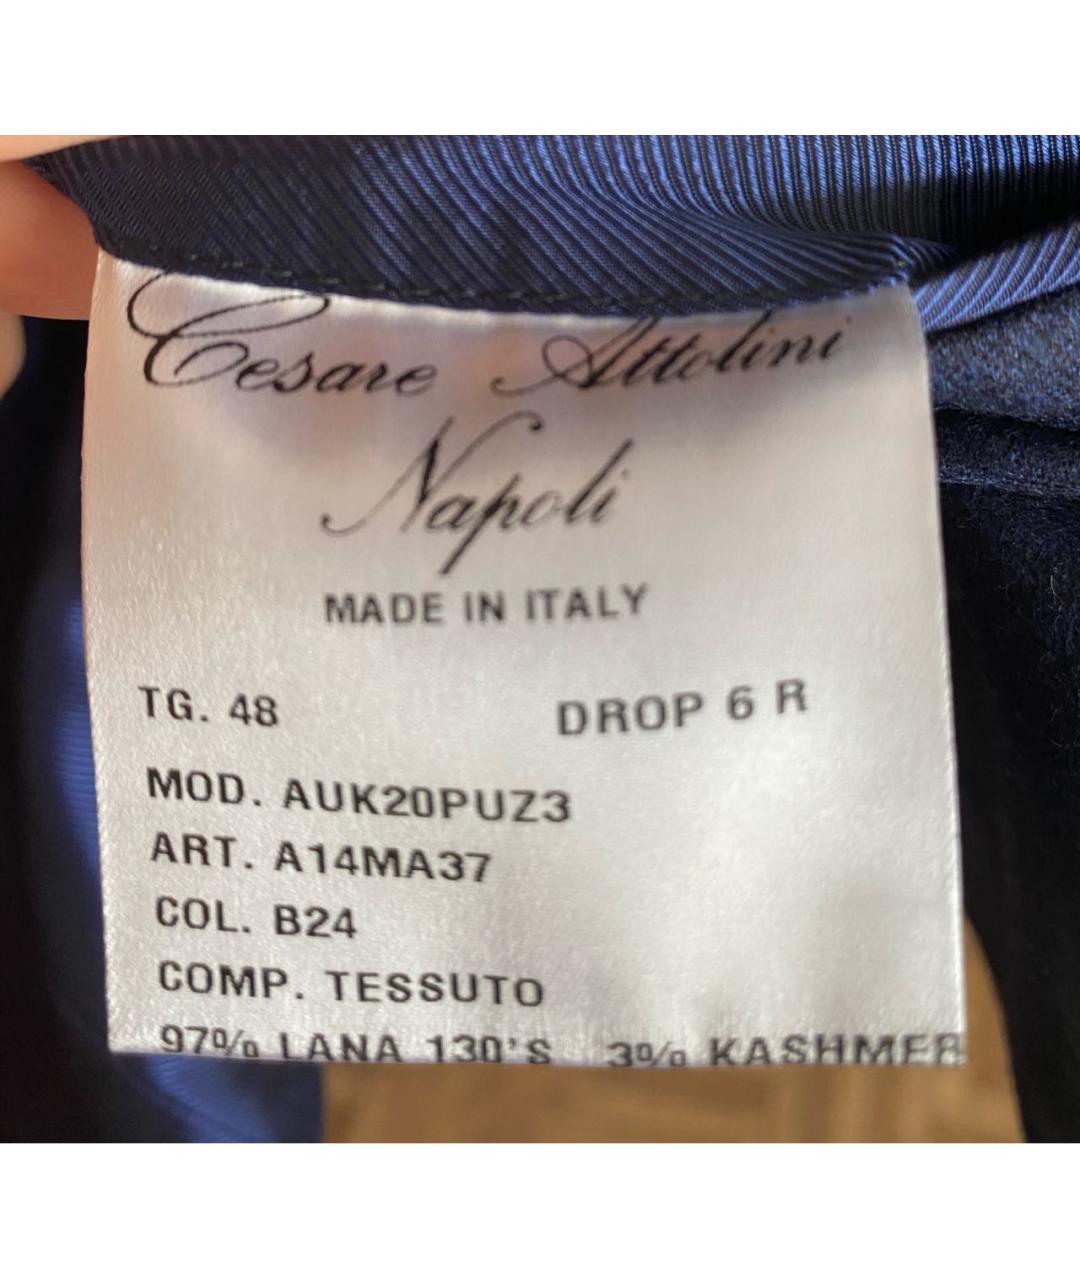 Cesare Attolini
Napoli
MADE IN ITALY
TG. 48 DROP 6 R
MOD. AUK20PUZ3
ART. A14MA37
COL. B24
COMP. TESSUTO
97% LANA 130'S 3% KASHMER